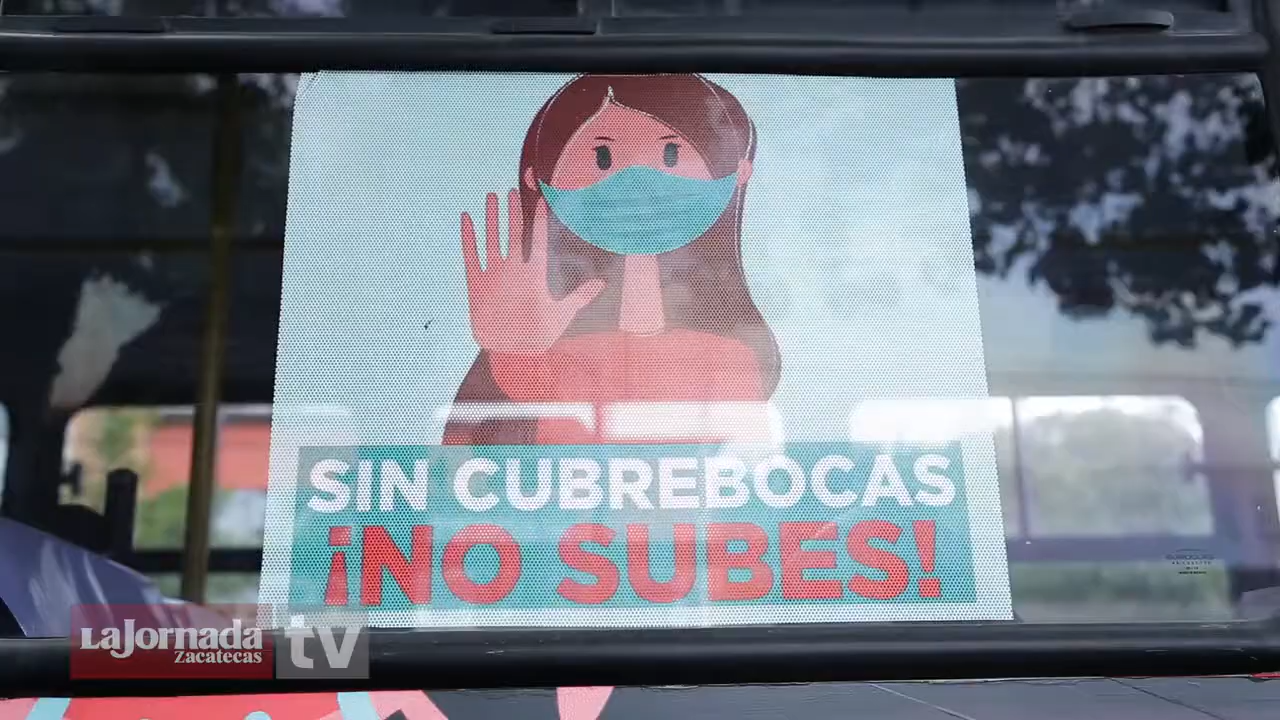 SIN CUBREBOCAS
¡NO SUBES!
LaJornada
Zacatecas
tv